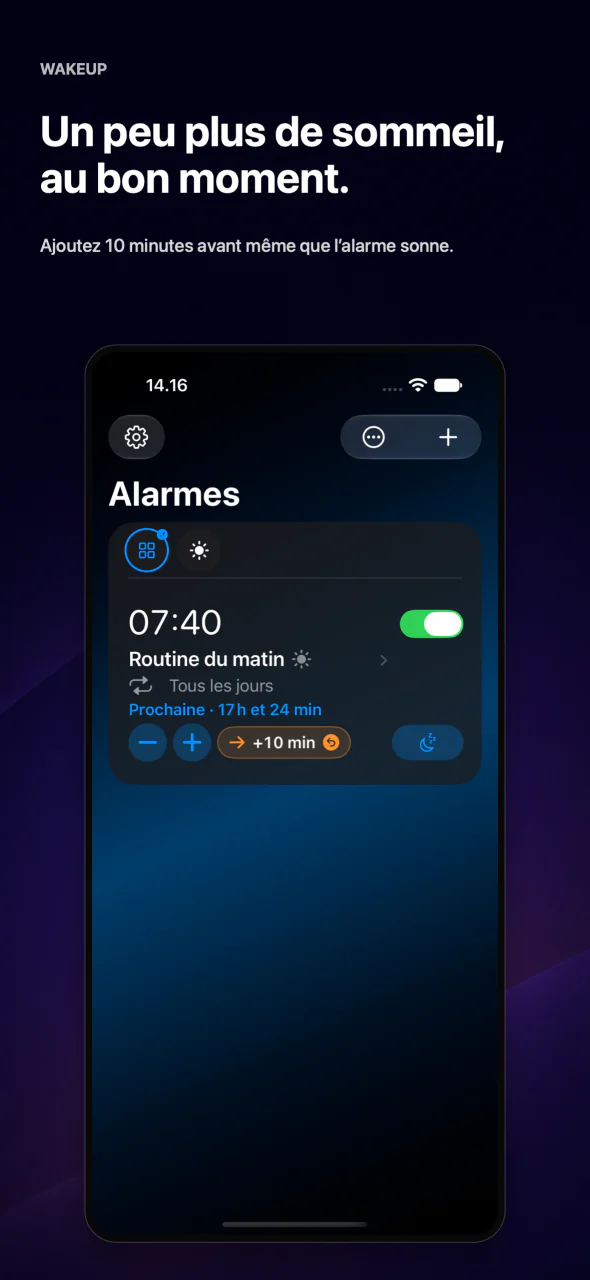 WAKEUP
Un peu plus de sommeil,
au bon moment.
Ajoutez 10 minutes avant même que l’alarme sonne.
14.16
Alarmes
07:40
Routine du matin
Tous les jours
Prochaine · 17 h et 24 min
+10 min